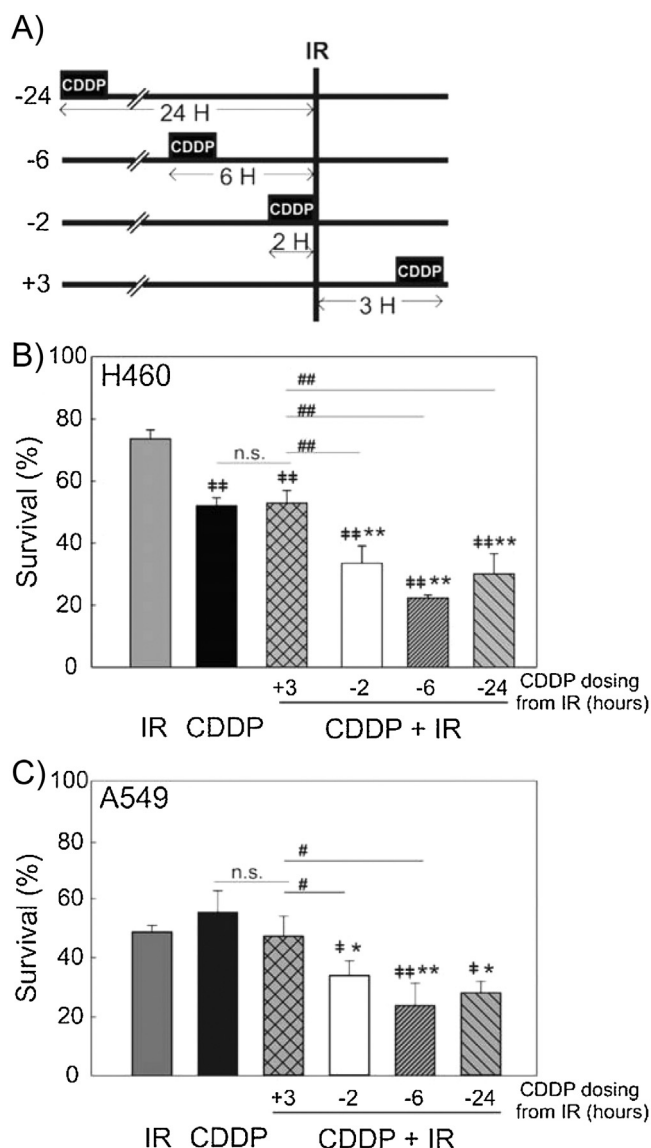 A)
IR
-24 CDDP
24 H
-6 CDDP
6 H
-2 CDDP
2 H
+3 CDDP
3 H
B)
H460
Survival (%)
100
80
60
40
20
0
##
##
##
n.s.
‡‡
‡‡
‡‡**
‡‡**
‡‡**
+3 -2 -6 -24 CDDP dosing
from IR (hours)
IR CDDP CDDP + IR
C)
A549
Survival (%)
100
80
60
40
20
0
#
#
n.s.
‡*
‡‡**
‡*
+3 -2 -6 -24 CDDP dosing
from IR (hours)
IR CDDP CDDP + IR